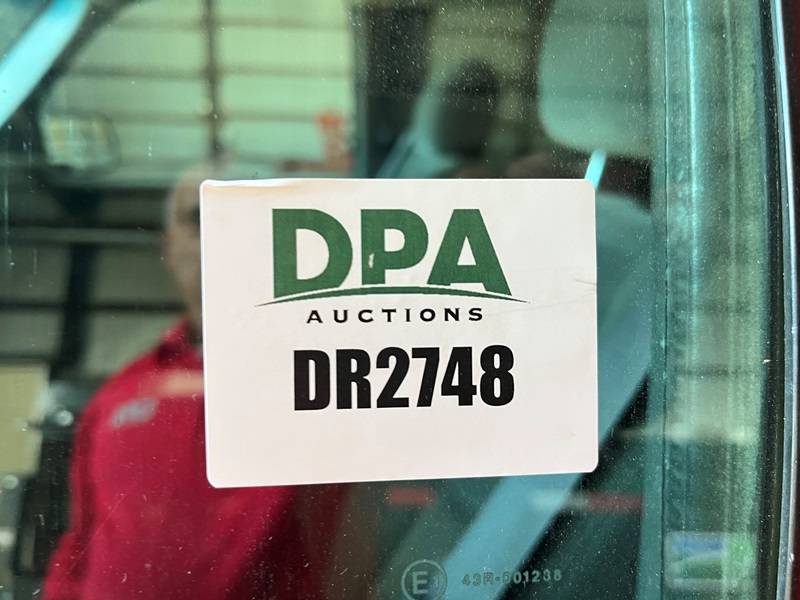 DPA
AUCTIONS
DR2748
E
43R-001238